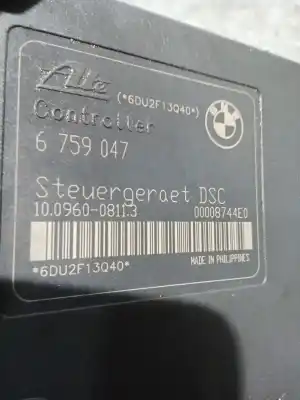 Ate (*6DU2F13Q40*)
Controller
6 759 047
Steuergeraet DSC
10.0960-0811.3 00008744E0
*6DU2F13Q40* MADE IN PHILIPPINES